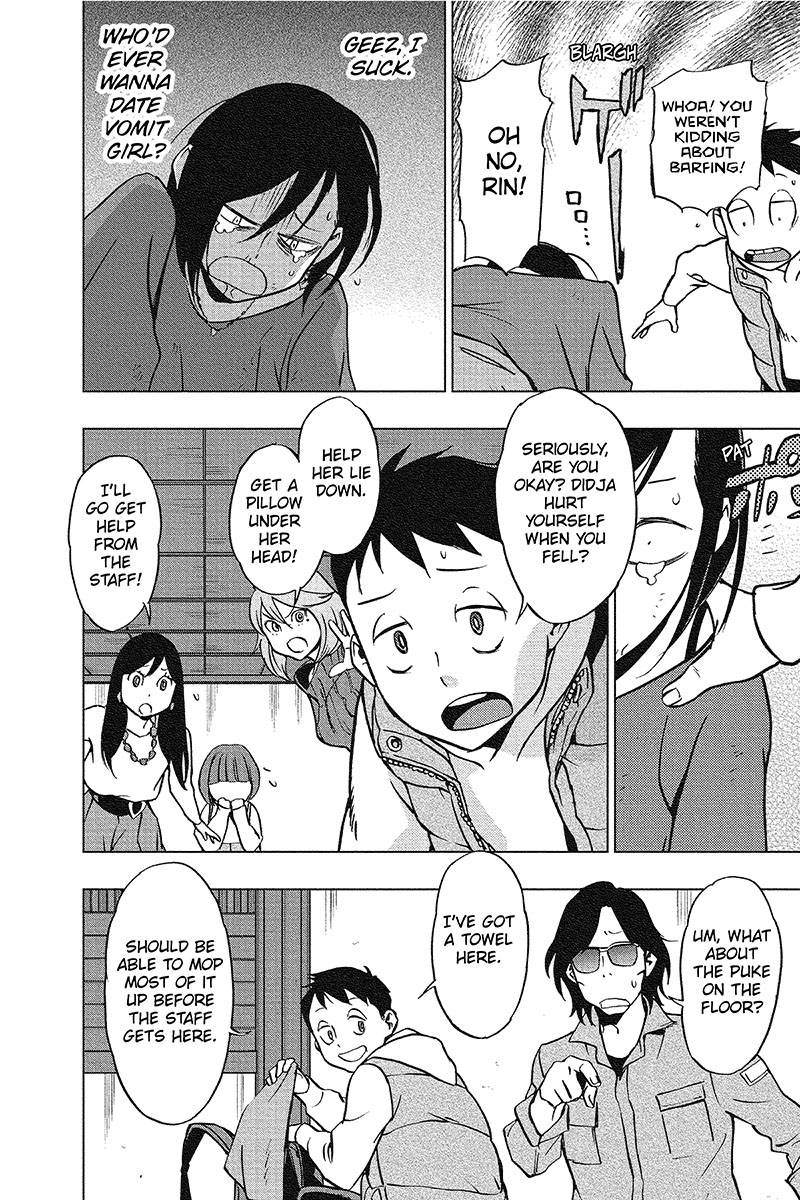 WHOA! YOU
WEREN'T
KIDDING
ABOUT
BARFING!
BLARGH
ゲ
ロ...
OH
NO,
RIN!
GEEZ, I
SUCK.
WHO'D
EVER
WANNA
DATE
VOMIT
GIRL?
PAT
SERIOUSLY,
ARE YOU
OKAY? DIDJA
HURT
YOURSELF
WHEN YOU
FELL?
HELP
HER LIE
DOWN.
GET A
PILLOW
UNDER
HER
HEAD!
I'LL
GO GET
HELP
FROM
THE
STAFF!
UM, WHAT
ABOUT
THE PUKE
ON THE
FLOOR?
I'VE GOT
A TOWEL
HERE.
SHOULD BE
ABLE TO MOP
MOST OF IT
UP BEFORE
THE STAFF
GETS HERE.